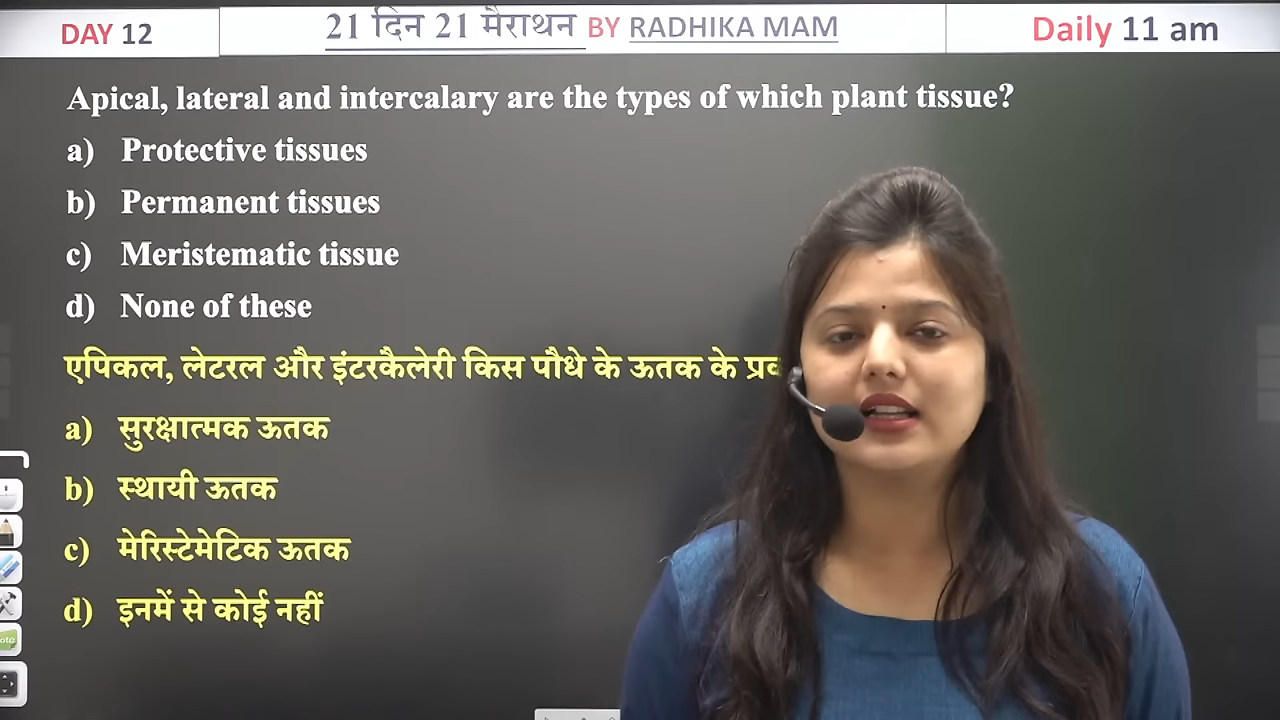 DAY 12
21 दिन 21 मैराथन BY RADHIKA MAM
Daily 11 am
Apical, lateral and intercalary are the types of which plant tissue?
a) Protective tissues
b) Permanent tissues
c) Meristematic tissue
d) None of these
एपिकल, लेटरल और इंटरकैलेरी किस पौधे के ऊतक के
a) सुरक्षात्मक ऊतक
b) स्थायी ऊतक
c) मेरिस्टेमेटिक ऊतक
d) इनमें से कोई नहीं